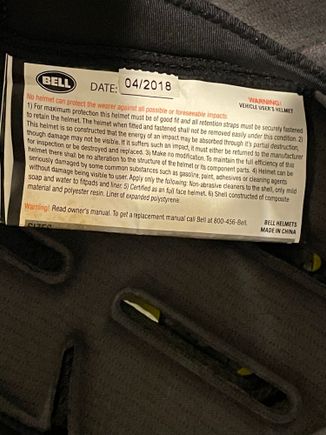 BELL
DATE: 04/2018
WARNING!
VEHICLE USER'S HELMET
No helmet can protect the wearer against all possible or foreseeable impacts
1) For maximum protection this helmet must be of good fit and all retention straps must be securely fastened
to retain the helmet. The helmet when fitted and fastened shall not be removed easily under this condition. 2)
This helmet is so constructed that the energy of an impact may be absorbed through it's partial destruction,
though damage may not be visible. If it suffers such an impact, it must either be returned to the manufacturer
for inspection or be destroyed and replaced. 3) Make no modification. To maintain the full efficiency of this
helmet there shall be no alteration to the structure of the helmet or its component parts. 4) Helmet can be
seriously damaged by some common substances such as gasoline, paint, adhesives or cleaning agents
without damage being visible to user. Apply only the following: Non-abrasive cleaners to the shell, only mild
soap and water to fitpads and liner. 5) Certified as an full face helmet. 6) Shell constructed of composite
material and polyester resin. Liner of expanded polystyrene.
Warning! Read owner's manual. To get a replacement manual call Bell at 800-456-Bell.
BELL HELMETS
MADE IN CHINA
SIZES